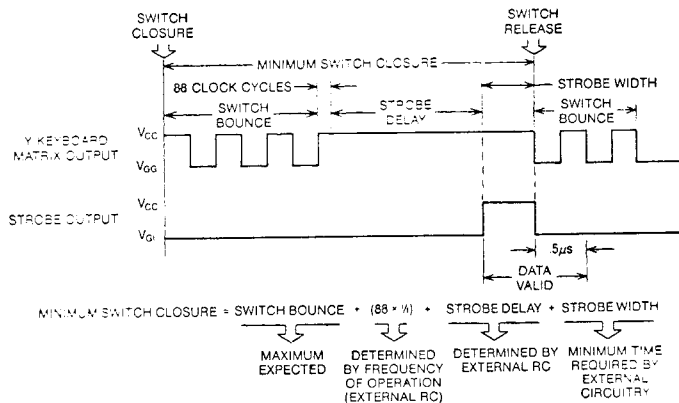 SWITCH CLOSURE
SWITCH RELEASE
MINIMUM SWITCH CLOSURE
88 CLOCK CYCLES
STROBE WIDTH
SWITCH BOUNCE
STROBE DELAY
SWITCH BOUNCE
Y KEYBOARD MATRIX OUTPUT
VCC
VGG
STROBE OUTPUT
VCC
VGI
.5µs
DATA VALID
MINIMUM SWITCH CLOSURE = SWITCH BOUNCE + (88 × 1/f) + STROBE DELAY + STROBE WIDTH
MAXIMUM EXPECTED
DETERMINED BY FREQUENCY OF OPERATION (EXTERNAL RC)
DETERMINED BY EXTERNAL RC
MINIMUM TIME REQUIRED BY EXTERNAL CIRCUITRY